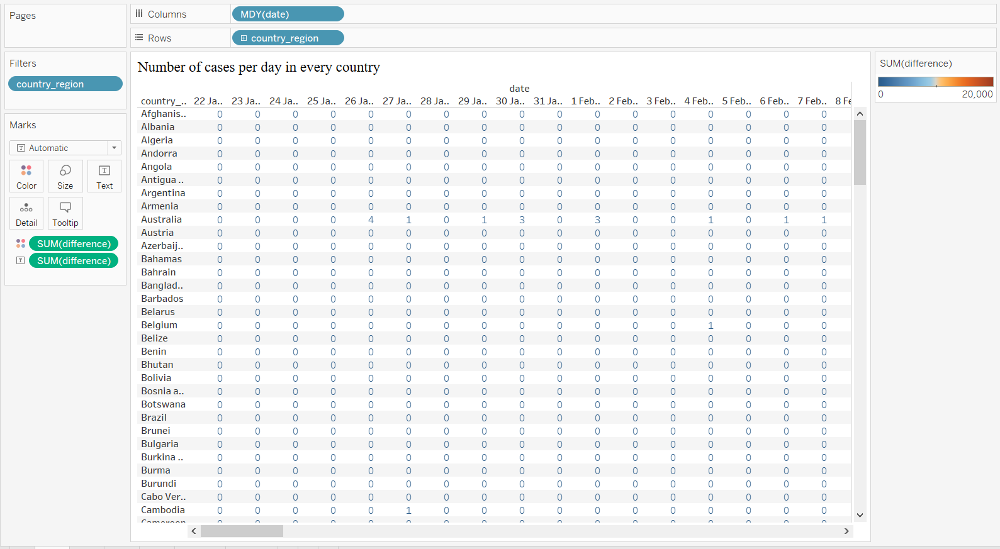 Pages
Columns MDY(date)
Rows country_region
Filters
country_region
Marks
Automatic
Color Size Text
Detail Tooltip
SUM(difference)
SUM(difference)
Number of cases per day in every country
date
country_.. 22 Ja.. 23 Ja.. 24 Ja.. 25 Ja.. 26 Ja.. 27 Ja.. 28 Ja.. 29 Ja.. 30 Ja.. 31 Ja.. 1 Feb.. 2 Feb.. 3 Feb.. 4 Feb.. 5 Feb.. 6 Feb.. 7 Feb.. 8 Fe
Afghanis.. 0 0 0 0 0 0 0 0 0 0 0 0 0 0 0 0 0
Albania 0 0 0 0 0 0 0 0 0 0 0 0 0 0 0 0 0
Algeria 0 0 0 0 0 0 0 0 0 0 0 0 0 0 0 0 0
Andorra 0 0 0 0 0 0 0 0 0 0 0 0 0 0 0 0 0
Angola 0 0 0 0 0 0 0 0 0 0 0 0 0 0 0 0 0
Antigua .. 0 0 0 0 0 0 0 0 0 0 0 0 0 0 0 0 0
Argentina 0 0 0 0 0 0 0 0 0 0 0 0 0 0 0 0 0
Armenia 0 0 0 0 0 0 0 0 0 0 0 0 0 0 0 0 0
Australia 0 0 0 0 4 1 0 1 3 0 3 0 0 1 0 1 1
Austria 0 0 0 0 0 0 0 0 0 0 0 0 0 0 0 0 0
Azerbaij.. 0 0 0 0 0 0 0 0 0 0 0 0 0 0 0 0 0
Bahamas 0 0 0 0 0 0 0 0 0 0 0 0 0 0 0 0 0
Bahrain 0 0 0 0 0 0 0 0 0 0 0 0 0 0 0 0 0
Banglad.. 0 0 0 0 0 0 0 0 0 0 0 0 0 0 0 0 0
Barbados 0 0 0 0 0 0 0 0 0 0 0 0 0 0 0 0 0
Belarus 0 0 0 0 0 0 0 0 0 0 0 0 0 0 0 0 0
Belgium 0 0 0 0 0 0 0 0 0 0 0 0 0 1 0 0 0
Belize 0 0 0 0 0 0 0 0 0 0 0 0 0 0 0 0 0
Benin 0 0 0 0 0 0 0 0 0 0 0 0 0 0 0 0 0
Bhutan 0 0 0 0 0 0 0 0 0 0 0 0 0 0 0 0 0
Bolivia 0 0 0 0 0 0 0 0 0 0 0 0 0 0 0 0 0
Bosnia a.. 0 0 0 0 0 0 0 0 0 0 0 0 0 0 0 0 0
Botswana 0 0 0 0 0 0 0 0 0 0 0 0 0 0 0 0 0
Brazil 0 0 0 0 0 0 0 0 0 0 0 0 0 0 0 0 0
Brunei 0 0 0 0 0 0 0 0 0 0 0 0 0 0 0 0 0
Bulgaria 0 0 0 0 0 0 0 0 0 0 0 0 0 0 0 0 0
Burkina .. 0 0 0 0 0 0 0 0 0 0 0 0 0 0 0 0 0
Burma 0 0 0 0 0 0 0 0 0 0 0 0 0 0 0 0 0
Burundi 0 0 0 0 0 0 0 0 0 0 0 0 0 0 0 0 0
Cabo Ver.. 0 0 0 0 0 0 0 0 0 0 0 0 0 0 0 0 0
Cambodia 0 0 0 0 0 1 0 0 0 0 0 0 0 0 0 0 0
Cameroon
SUM(difference)
0 20,000